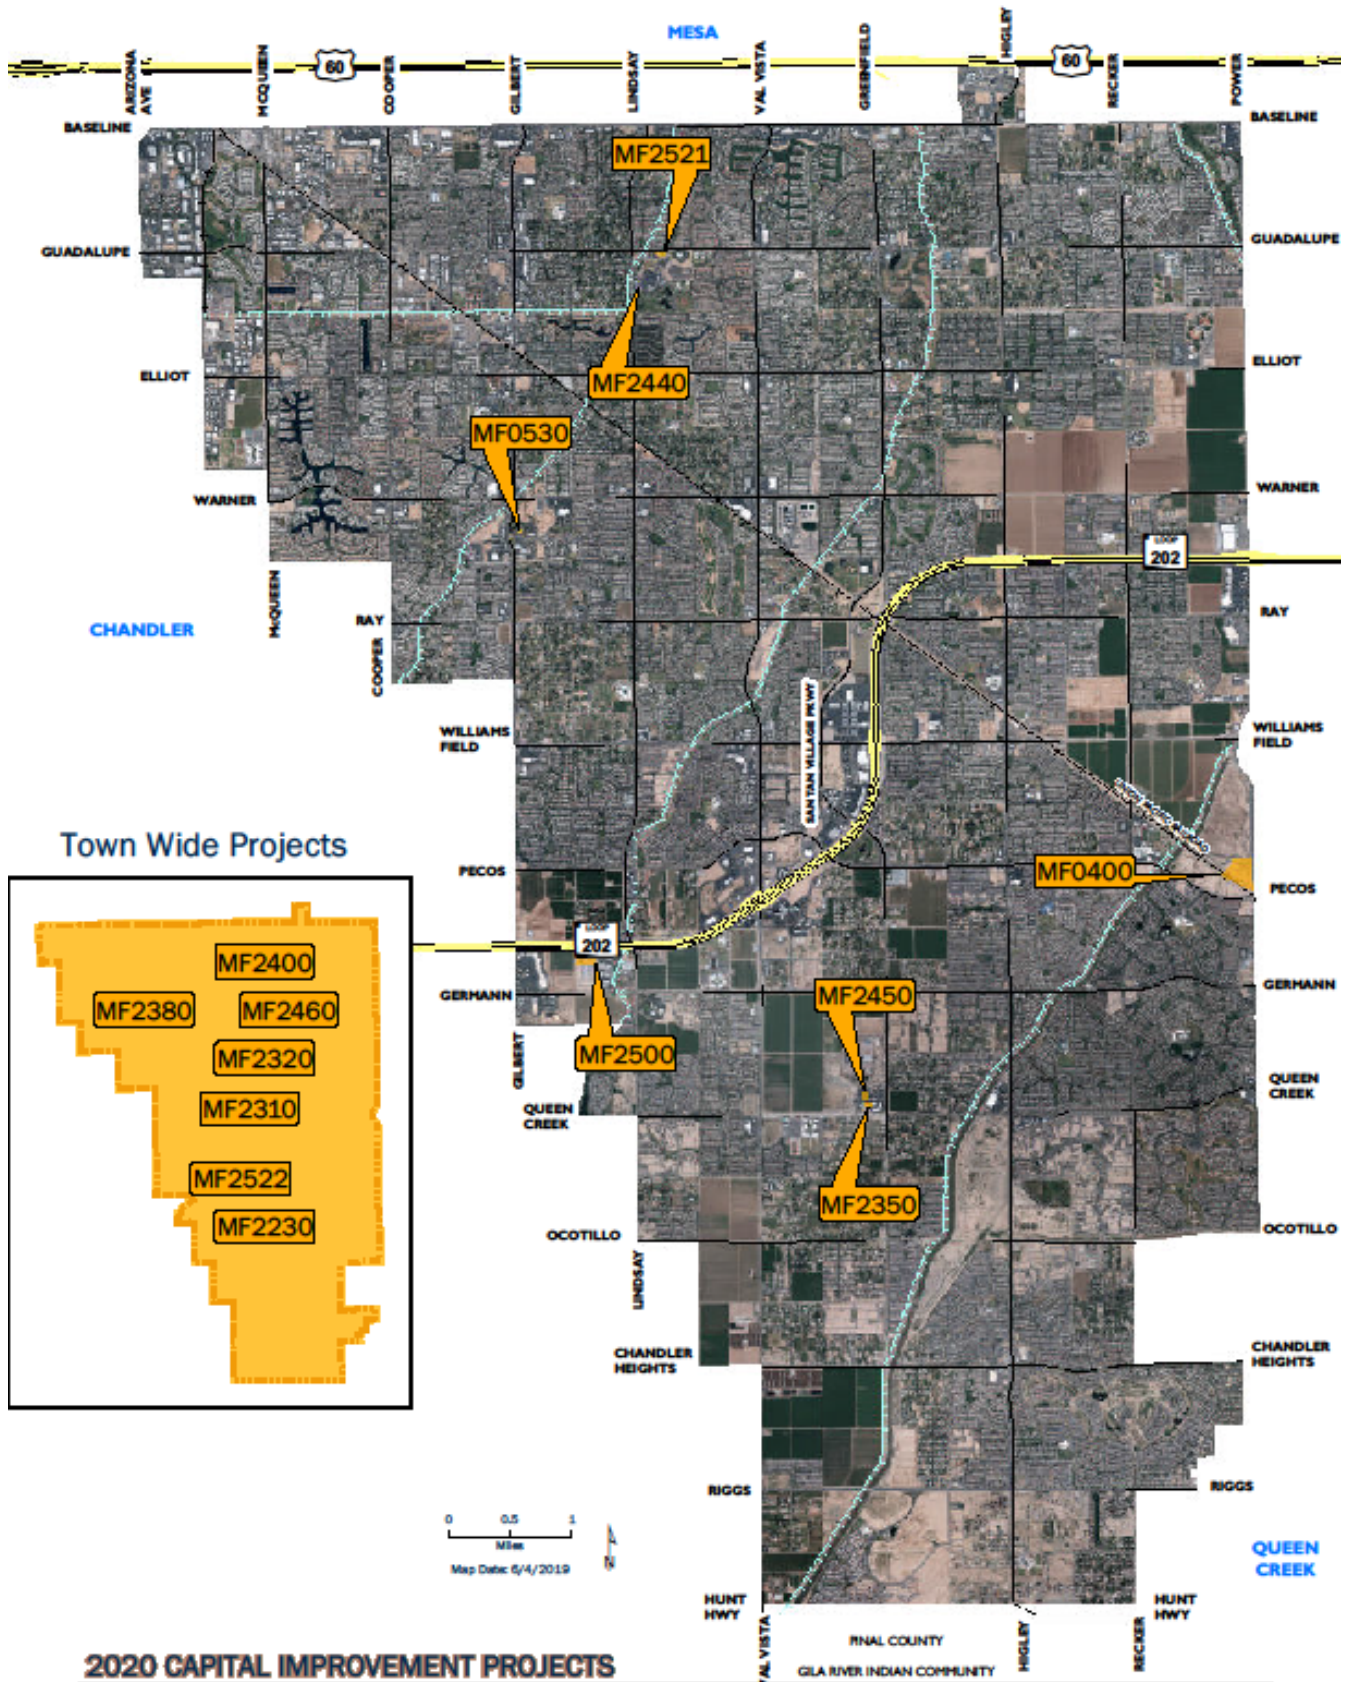 MESA
60
60
ARIZONA
AVE
MCQUEEN
COOPER
GILBERT
LINDSAY
VAL VISTA
GREENFIELD
HIGLEY
RECKER
POWER
BASELINE
BASELINE
MF2521
GUADALUPE
GUADALUPE
ELLIOT
ELLIOT
MF2440
MF0530
WARNER
WARNER
LOOP
202
McQUEEN
RAY
RAY
CHANDLER
COOPER
SANTAN VILLAGE PKWY
WILLIAMS
FIELD
WILLIAMS
FIELD
Town Wide Projects
PECOS
MF0400
PECOS
LOOP
202
MF2400
MF2380
MF2460
MF2320
MF2310
MF2522
MF2230
GERMANN
MF2450
GERMANN
GILBERT
MF2500
QUEEN
CREEK
QUEEN
CREEK
MF2350
OCOTILLO
OCOTILLO
LINDSAY
CHANDLER
HEIGHTS
CHANDLER
HEIGHTS
RIGGS
RIGGS
0 0.5 1
Miles
Map Date: 6/4/2019
N
QUEEN
CREEK
HUNT
HWY
HUNT
HWY
VAL VISTA
PINAL COUNTY
GILA RIVER INDIAN COMMUNITY
HIGLEY
RECKER
2020 CAPITAL IMPROVEMENT PROJECTS